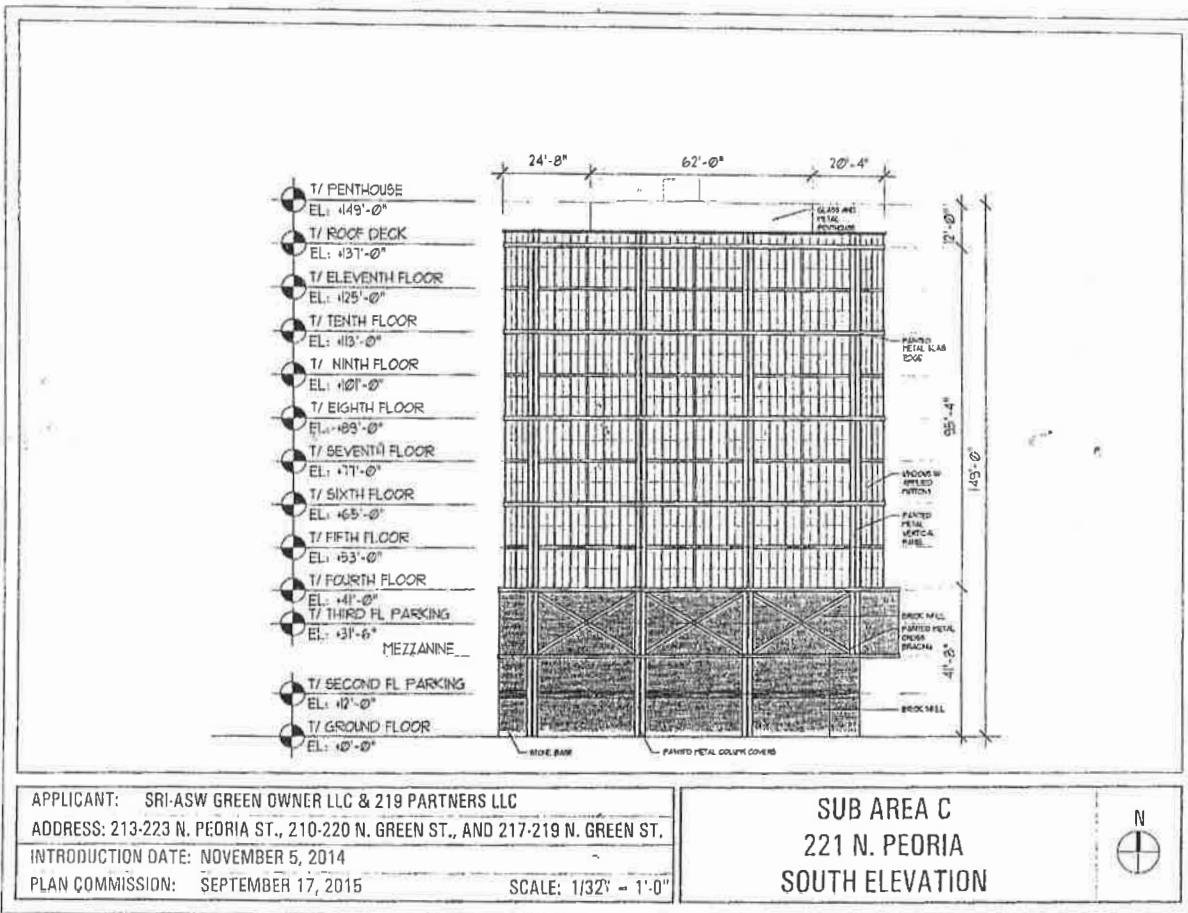 24'-8"
62'-0"
20'-4"
T/ PENTHOUSE
EL: +149'-0"
GLASS AND
METAL
PENTHOUSE
12'-0"
T/ ROOF DECK
EL: +137'-0"
T/ ELEVENTH FLOOR
EL: +125'-0"
T/ TENTH FLOOR
EL: +113'-0"
PAINTED
METAL SLAB
EDGE
T/ NINTH FLOOR
EL: +101'-0"
T/ EIGHTH FLOOR
EL: +89'-0"
95'-4"
149'-0"
T/ SEVENTH FLOOR
EL: +77'-0"
WINDOWS W/
APPLIED
T/ SIXTH FLOOR
EL: +65'-0"
PAINTED
METAL
VERTICAL
PANEL
T/ FIFTH FLOOR
EL: +53'-0"
T/ FOURTH FLOOR
EL: +41'-0"
T/ THIRD FL PARKING
EL: +31'-6"
MEZZANINE
BRICK INFILL
PAINTED METAL
CROSS
BRACING
41'-8"
T/ SECOND FL PARKING
EL: +12'-0"
BRICK INFILL
T/ GROUND FLOOR
EL: +0'-0"
STONE BASE
PAINTED METAL COLUMN COVERS
APPLICANT: SRI-ASW GREEN OWNER LLC & 219 PARTNERS LLC
ADDRESS: 213-223 N. PEORIA ST., 210-220 N. GREEN ST., AND 217-219 N. GREEN ST.
INTRODUCTION DATE: NOVEMBER 5, 2014
PLAN COMMISSION: SEPTEMBER 17, 2015
SCALE: 1/32" = 1'-0"
SUB AREA C
221 N. PEORIA
SOUTH ELEVATION
N